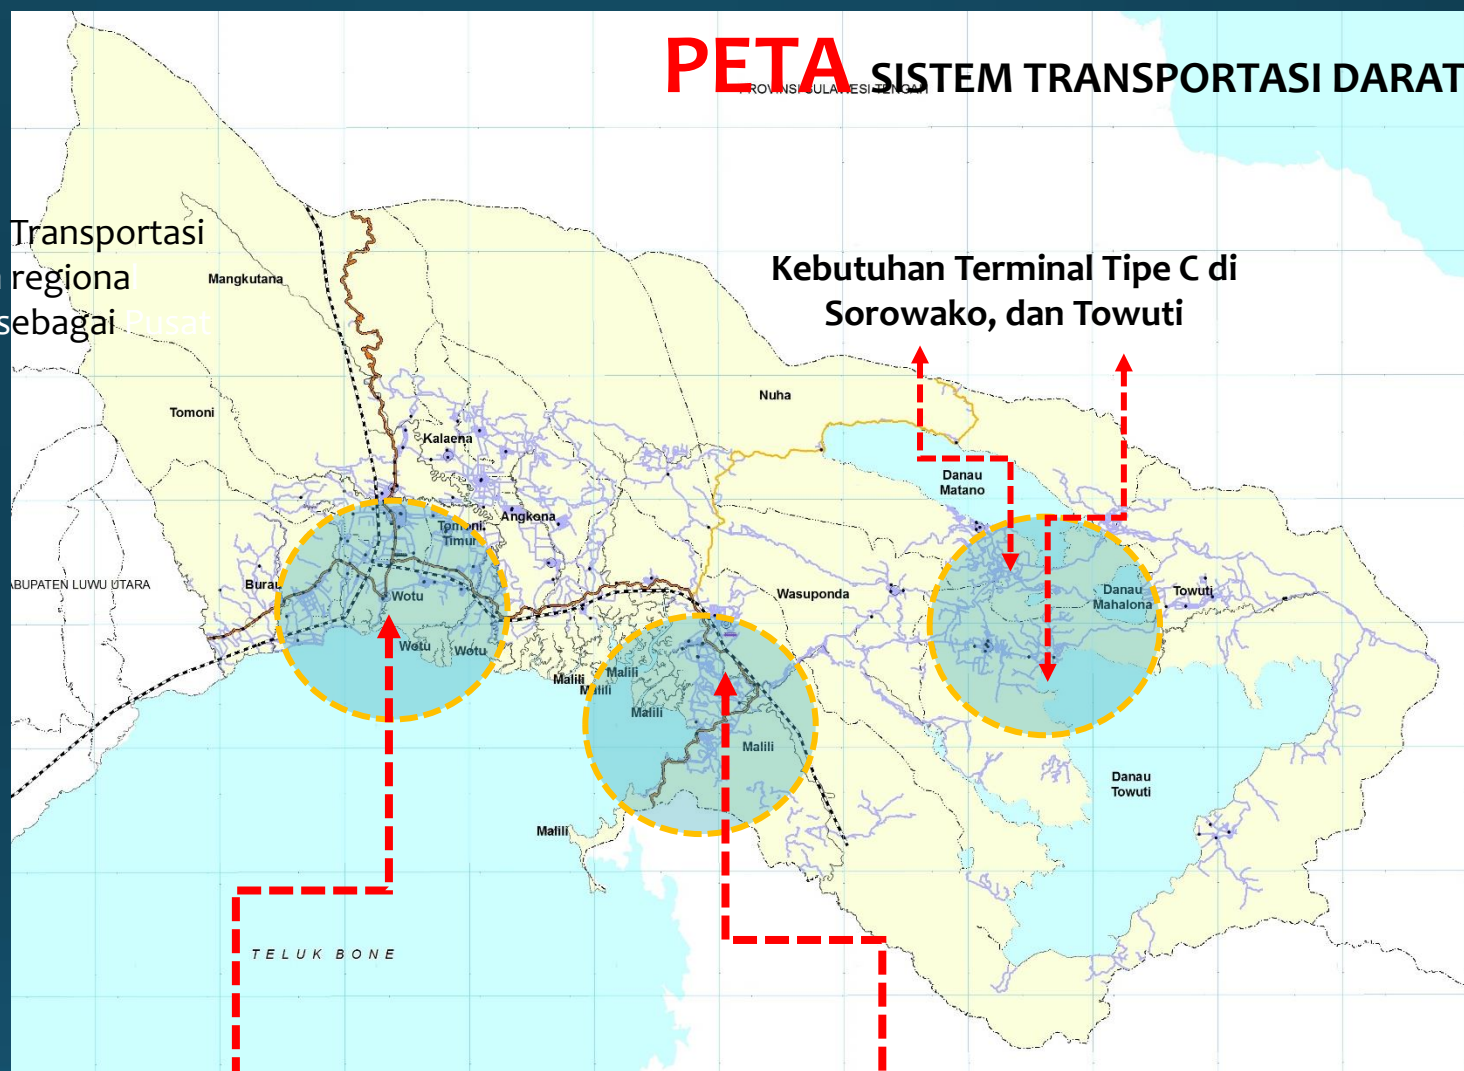 PETA SISTEM TRANSPORTASI DARAT
PROVINSI SULAWESI TENGAH
Transportasi
regiona
sebagai Pusat
Mangkutana
Kebutuhan Terminal Tipe C di
Sorowako, dan Towuti
Nuha
Tomoni
Kalaena
Danau
Matano
Angkona
Tomoni
Timur
ABUPATEN LUWU UTARA
Burau
Wotu
Wasuponda
Danau
Mahalona
Towuti
Wotu
Wotu
Malili
Malili
Malili
Malili
Malili
Danau
Towuti
Malili
TELUK BONE